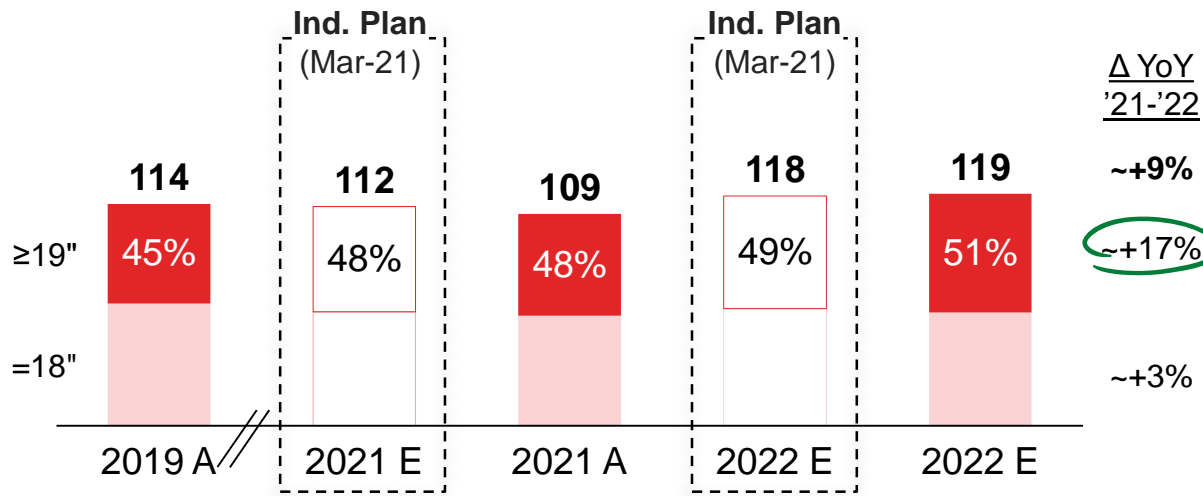 Ind. Plan
(Mar-21)
Ind. Plan
(Mar-21)
Δ YoY
’21-’22
114
112
109
118
119
~+9%
≥19"
45%
48%
48%
49%
51%
~+17%
=18"
~+3%
2019 A
2021 E
2021 A
2022 E
2022 E